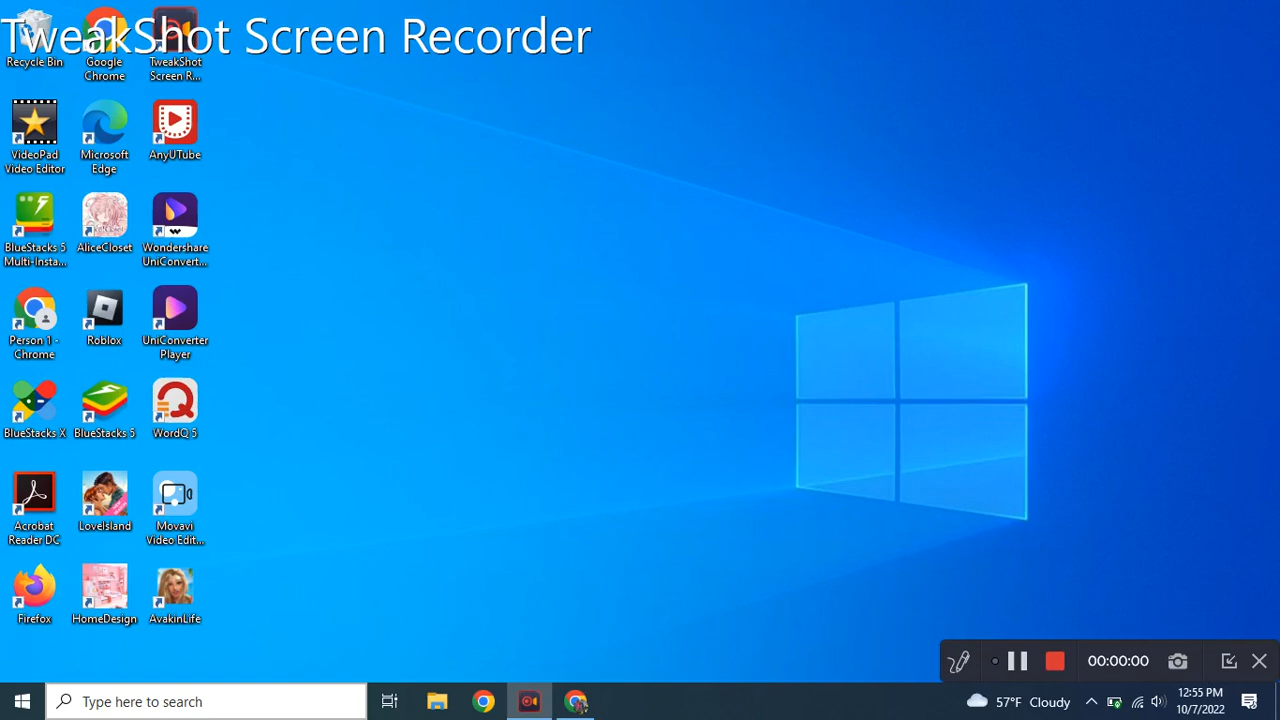 TweakShot Screen Recorder
Recycle Bin
Google
Chrome
TweakShot
Screen R...
VideoPad
Video Editor
Microsoft
Edge
AnyUTube
BlueStacks 5
Multi-Insta...
AliceCloset
Wondershare
UniConvert...
Person 1 -
Chrome
Roblox
UniConverter
Player
BlueStacks X
BlueStacks 5
WordQ 5
Acrobat
Reader DC
LoveIsland
Movavi
Video Edit...
Firefox
HomeDesign
AvakinLife
00:00:00
Type here to search
57°F Cloudy
12:55 PM
10/7/2022